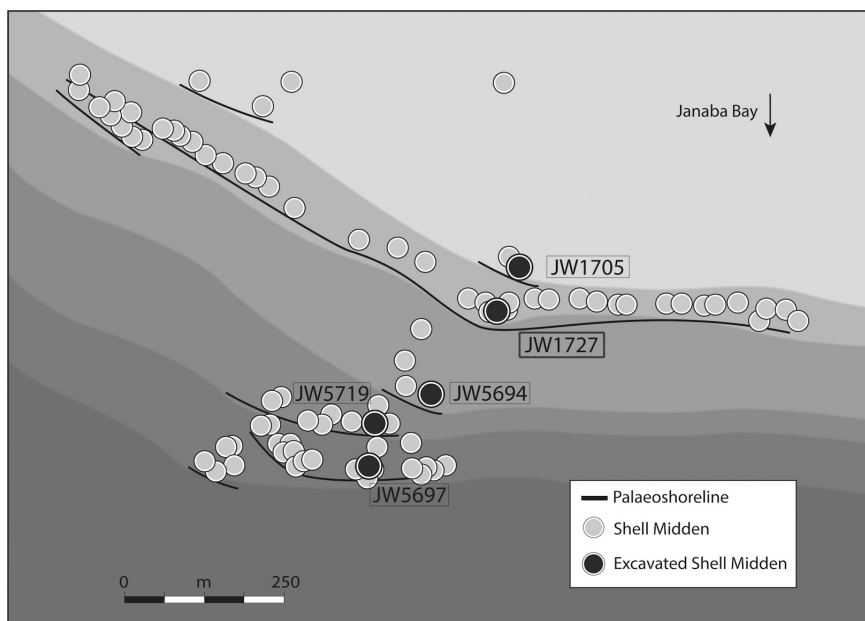 Janaba Bay
JW1705
JW1727
JW5719
JW5694
JW5697
Palaeoshoreline
Shell Midden
Excavated Shell Midden
0 m 250